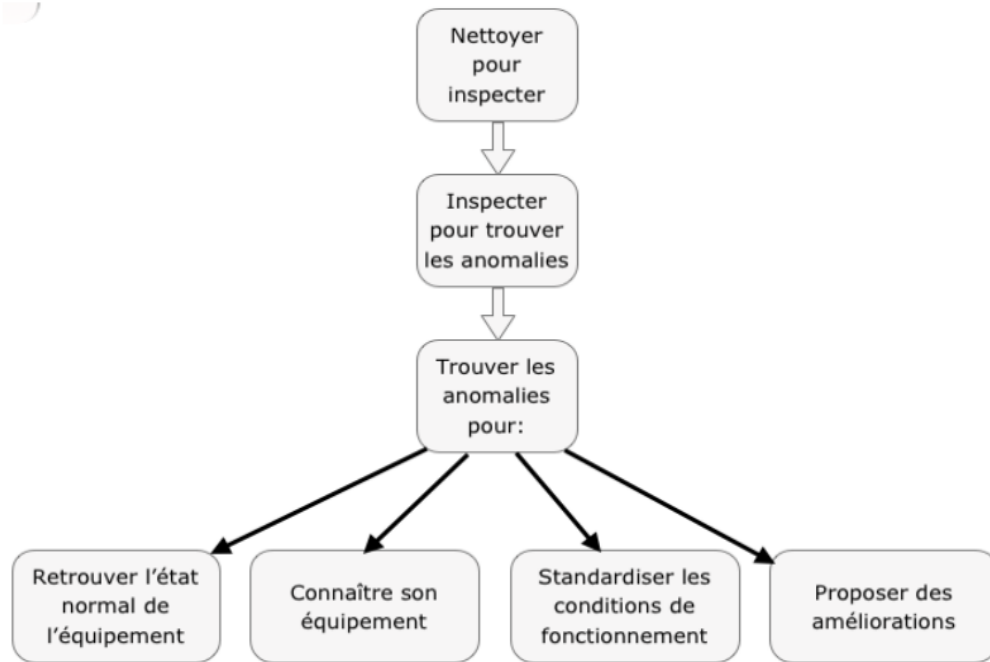 Nettoyer
pour
inspecter
Inspecter
pour trouver
les anomalies
Trouver les
anomalies
pour:
Retrouver l’état
normal de
l’équipement
Connaître son
équipement
Standardiser les
conditions de
fonctionnement
Proposer des
améliorations